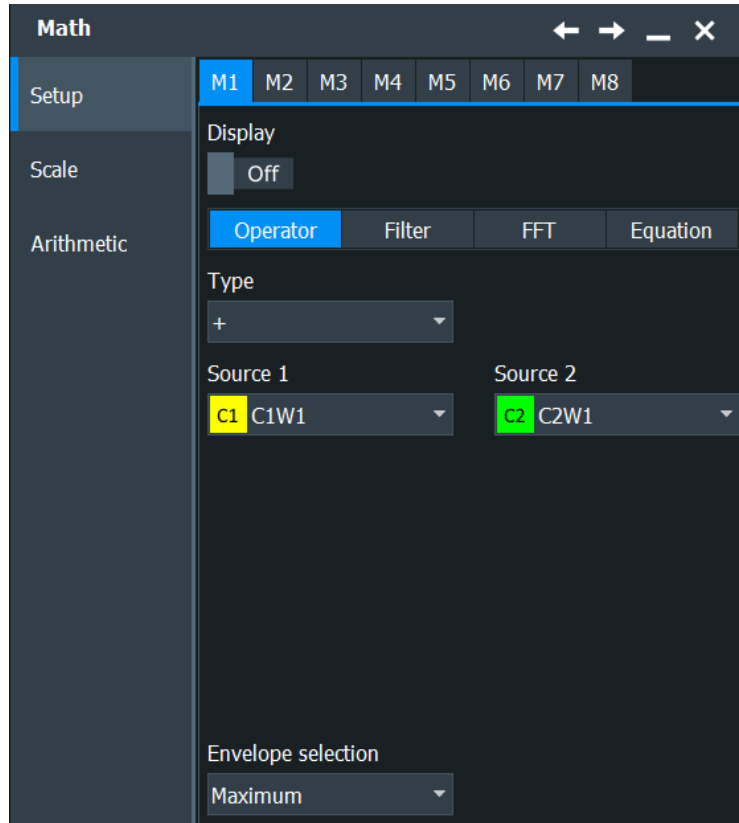 Math
Setup
Scale
Arithmetic
M1 M2 M3 M4 M5 M6 M7 M8
Display
Off
Operator Filter FFT Equation
Type
+
Source 1 Source 2
C1 C1W1 C2 C2W1
Envelope selection
Maximum